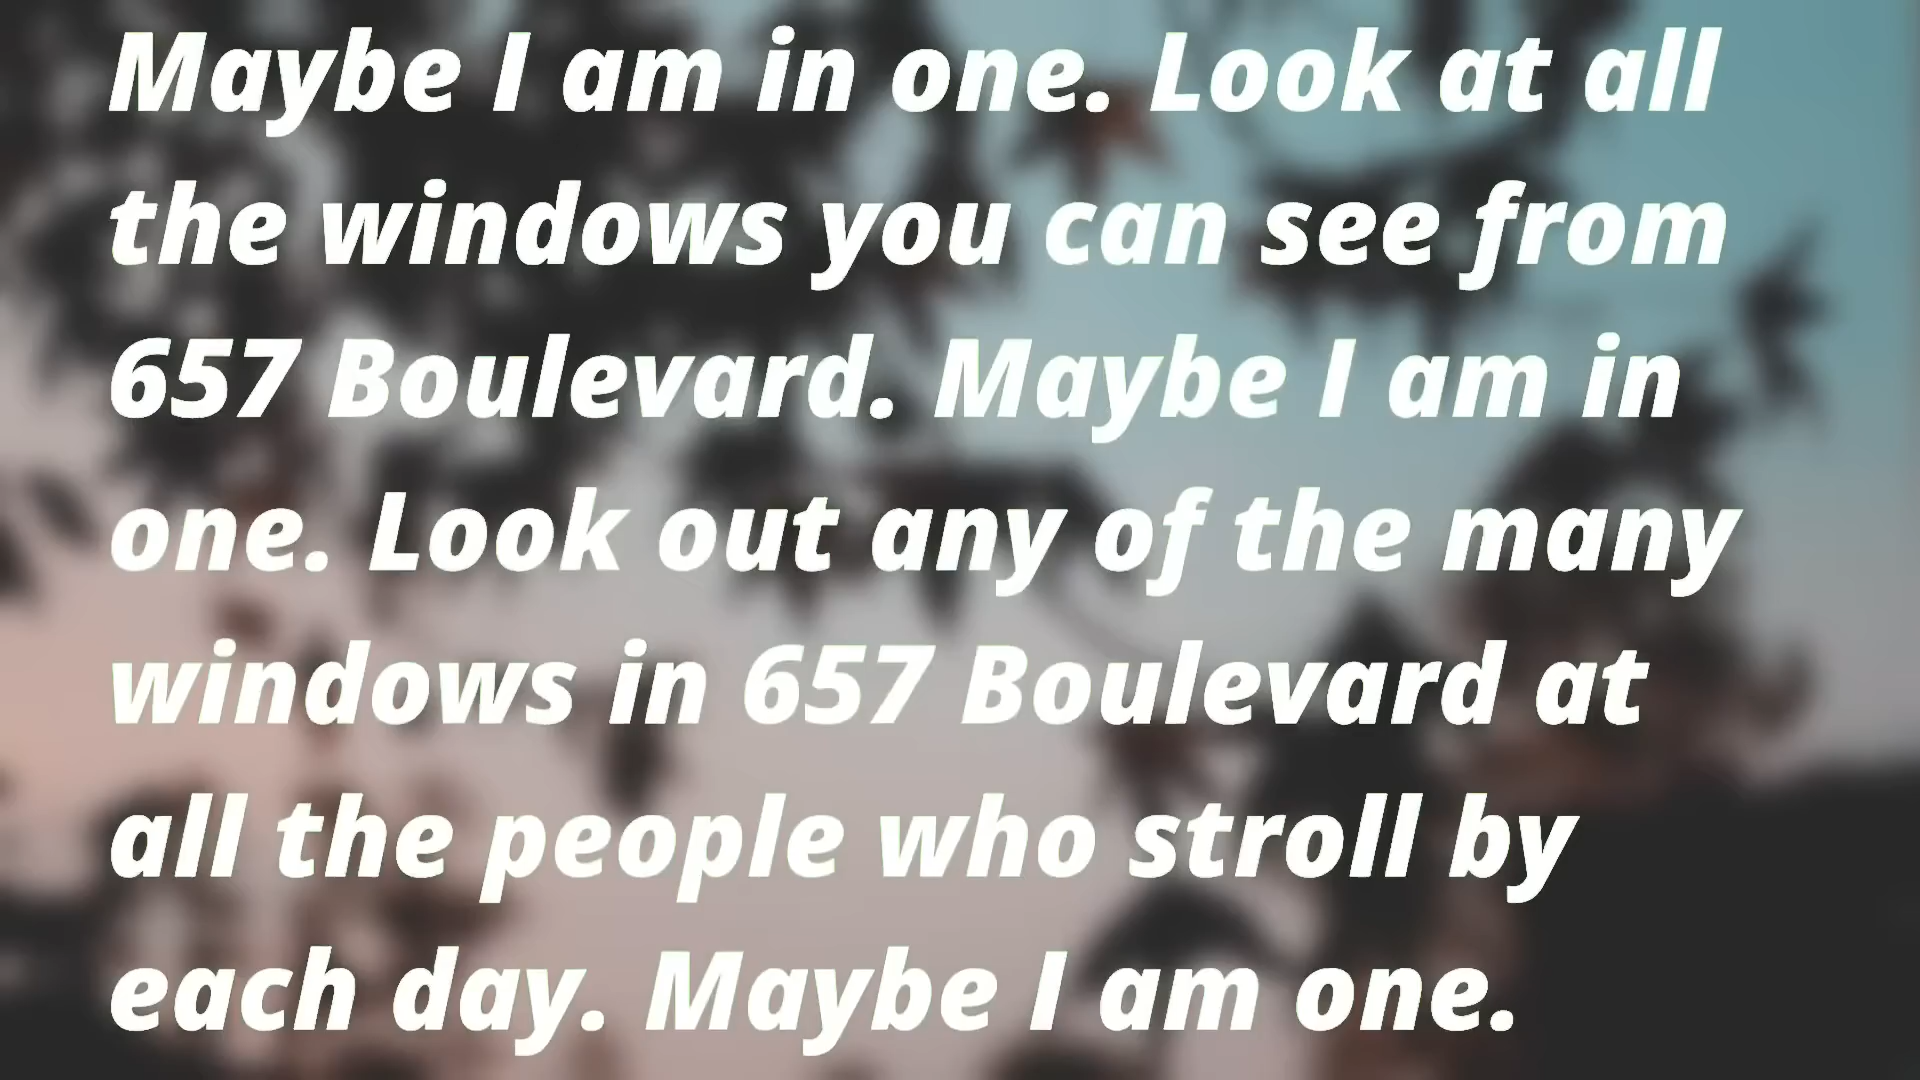 Maybe I am in one. Look at all
the windows you can see from
657 Boulevard. Maybe I am in
one. Look out any of the many
windows in 657 Boulevard at
all the people who stroll by
each day. Maybe I am one.